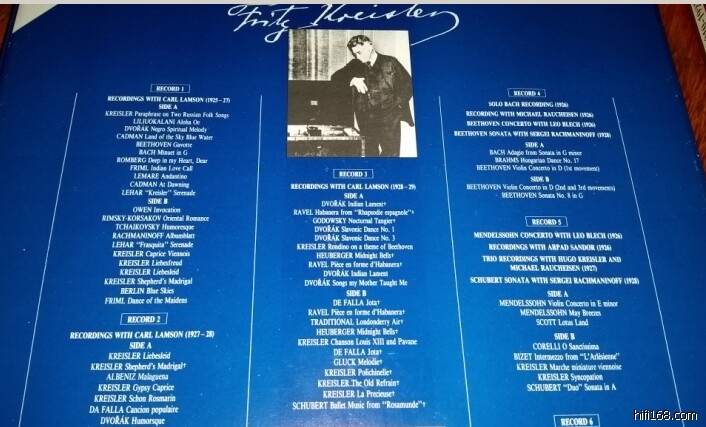 Fritz Kreisler
RECORD 1
RECORDINGS WITH CARL LAMSON (1925-27)
SIDE A
KREISLER Paraphrase on Two Russian Folk Songs
LILIUOKALANI Aloha Oe
DVOŘÁK Negro Spiritual Melody
CADMAN Land of the Sky Blue Water
BEETHOVEN Gavotte
BACH Minuet in G
ROMBERG Deep in my Heart, Dear
FRIML Indian Love Call
LEMARE Andantino
CADMAN At Dawning
LEHAR "Kreisler" Serenade
SIDE B
OWEN Invocation
RIMSKY-KORSAKOV Oriental Romance
TCHAIKOVSKY Humoresque
RACHMANINOFF Albumblatt
LEHAR "Frasquita" Serenade
KREISLER Caprice Viennois
KREISLER Liebesfreud
KREISLER Liebesleid
KREISLER Shepherd's Madrigal
BERLIN Blue Skies
FRIML Dance of the Maidens
RECORD 2
RECORDINGS WITH CARL LAMSON (1927-28)
SIDE A
KREISLER Liebesleid
KREISLER Shepherd's Madrigal†
ALBENIZ Malaguena
KREISLER Gypsy Caprice
KREISLER Schon Rosmarin
DA FALLA Cancion populaire
DVOŘÁK Humorsque
RECORD 3
RECORDINGS WITH CARL LAMSON (1928-29)
SIDE A
DVOŘÁK Indian Lament†
RAVEL Habanera from "Rhapsodie espagnole"†
GODOWSKY Nocturnal Tangier†
DVOŘÁK Slavonic Dance No. 1
DVOŘÁK Slavonic Dance No. 3
KREISLER Rondino on a theme of Beethoven
HEUBERGER Midnight Bells†
RAVEL Pièce en forme d'Habanera†
DVOŘÁK Indian Lament
DVOŘÁK Songs my Mother Taught Me
SIDE B
DE FALLA Jota†
RAVEL Pièce en forme d'Habanera†
TRADITIONAL Londonderry Air†
HEUBERGER Midnight Bells†
KREISLER Chanson Louis XIII and Pavane
DE FALLA Jota†
GLUCK Melodie†
KREISLER Polichinelle†
KREISLER The Old Refrain†
KREISLER La Precieuse†
SCHUBERT Ballet Music from "Rosamunde"†
RECORD 4
SOLO BACH RECORDING (1926)
RECORDING WITH MICHAEL RAUCHEISEN (1926)
BEETHOVEN CONCERTO WITH LEO BLECH (1926)
BEETHOVEN SONATA WITH SERGEI RACHMANINOFF (1928)
SIDE A
BACH Adagio from Sonata in G minor
BRAHMS Hungarian Dance No. 17
BEETHOVEN Violin Concerto in D (1st movement)
SIDE B
BEETHOVEN Violin Concerto in D (2nd and 3rd movements)
BEETHOVEN Sonata No. 8 in G
RECORD 5
MENDELSSOHN CONCERTO WITH LEO BLECH (1926)
RECORDINGS WITH ARPAD SANDOR (1926)
TRIO RECORDINGS WITH HUGO KREISLER AND
MICHAEL RAUCHEISEN (1927)
SCHUBERT SONATA WITH SERGEI RACHMANINOFF (1928)
SIDE A
MENDELSSOHN Violin Concerto in E minor
MENDELSSOHN May Breezes
SCOTT Lotus Land
SIDE B
CORELLI O Sanctissima
BIZET Intermezzo from "L'Arlésienne"
KREISLER Marche miniature viennoise
KREISLER Syncopation
SCHUBERT "Duo" Sonata in A
RECORD 6
hifi168.com